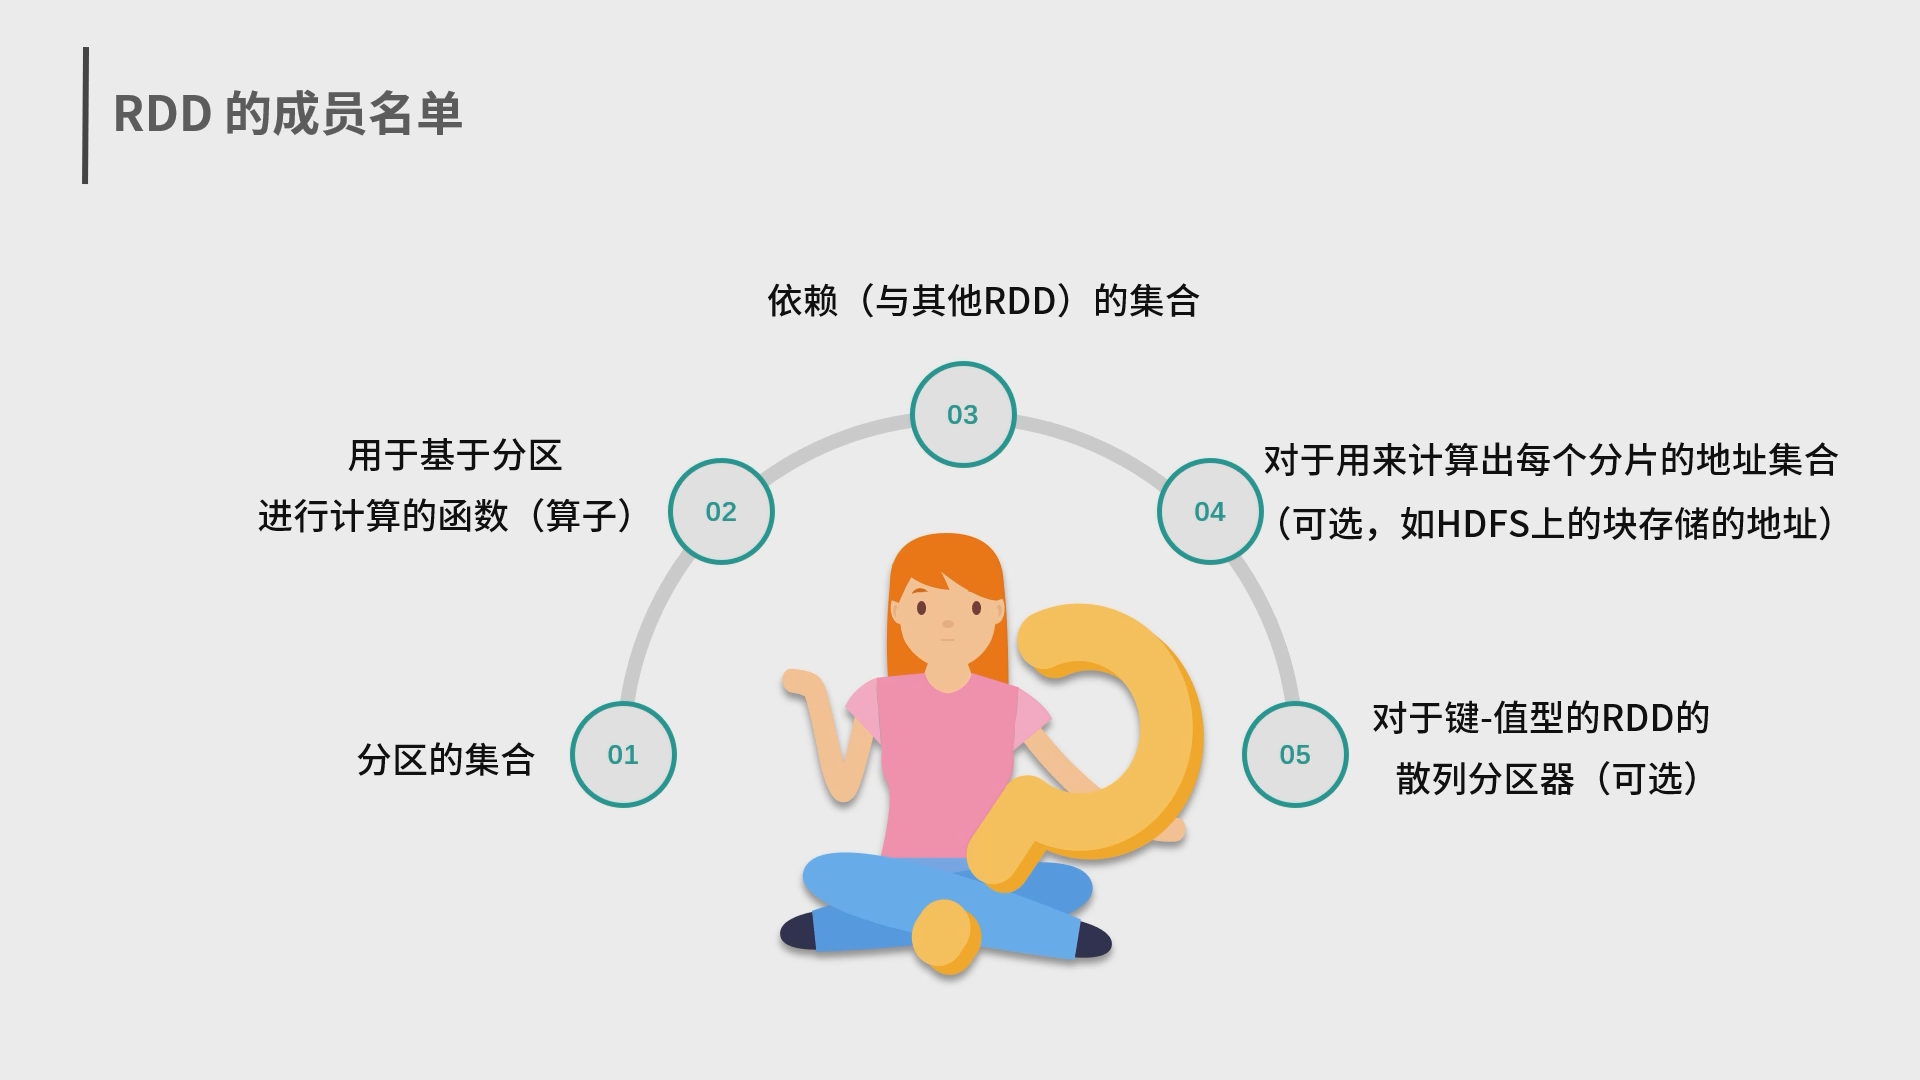 RDD 的成员名单
依赖（与其他RDD）的集合
03
用于基于分区
进行计算的函数（算子）
02
04
对于用来计算出每个分片的地址集合
（可选，如HDFS上的块存储的地址）
分区的集合
01
05
对于键-值型的RDD的
散列分区器（可选）